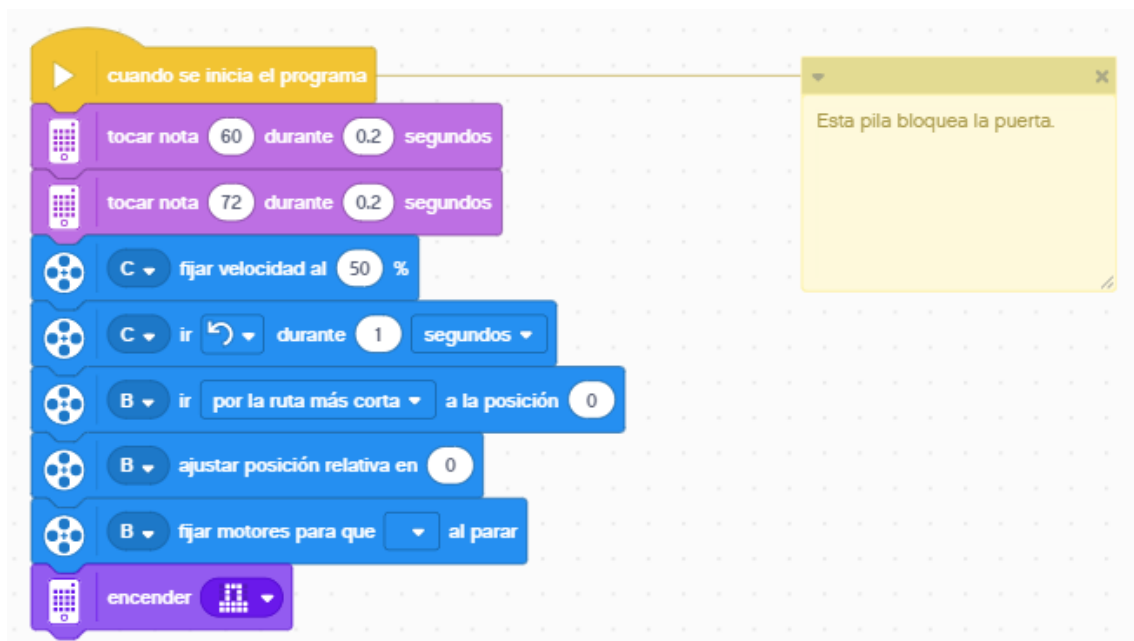 cuando se inicia el programa
Esta pila bloquea la puerta.
tocar nota 60 durante 0.2 segundos
tocar nota 72 durante 0.2 segundos
C fijar velocidad al 50 %
C ir durante 1 segundos
B ir por la ruta más corta a la posición 0
B ajustar posición relativa en 0
B fijar motores para que al parar
encender